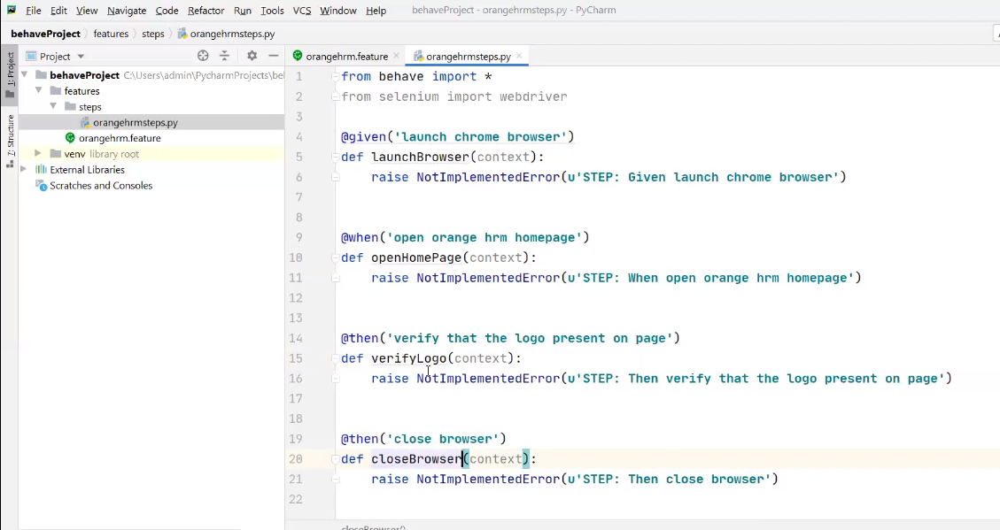 File Edit View Navigate Code Refactor Run Tools VCS Window Help behaveProject - orangehrmsteps.py - PyCharm
behaveProject features steps orangehrmsteps.py
Project orangehrm.feature orangehrmsteps.py
1: Project
7: Structure
behaveProject C:\Users\admin\PycharmProjects\be
features
steps
orangehrmsteps.py
orangehrm.feature
venv library root
External Libraries
Scratches and Consoles
1 from behave import *
2 from selenium import webdriver
3
4 @given('launch chrome browser')
5 def launchBrowser(context):
6 raise NotImplementedError(u'STEP: Given launch chrome browser')
7
8
9 @when('open orange hrm homepage')
10 def openHomePage(context):
11 raise NotImplementedError(u'STEP: When open orange hrm homepage')
12
13
14 @then('verify that the logo present on page')
15 def verifyLogo(context):
16 raise NotImplementedError(u'STEP: Then verify that the logo present on page')
17
18
19 @then('close browser')
20 def closeBrowser(context):
21 raise NotImplementedError(u'STEP: Then close browser')
22
closeBrowser()